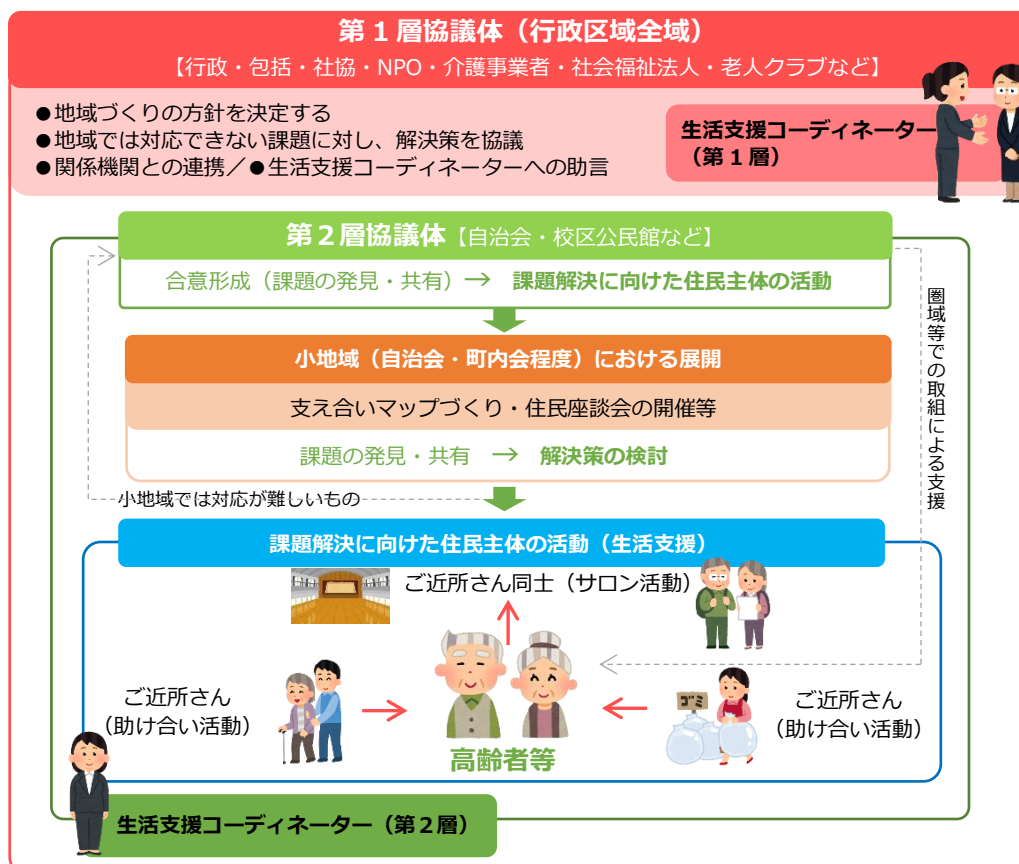 第1層協議体（行政区域全域）
【行政・包括・社協・NPO・介護事業者・社会福祉法人・老人クラブなど】
●地域づくりの方針を決定する
●地域では対応できない課題に対し、解決策を協議
●関係機関との連携／●生活支援コーディネーターへの助言
生活支援コーディネーター
（第１層）
第２層協議体【自治会・校区公民館など】
合意形成（課題の発見・共有）→ 課題解決に向けた住民主体の活動
圏域等での取組による支援
小地域（自治会・町内会程度）における展開
支え合いマップづくり・住民座談会の開催等
課題の発見・共有 → 解決策の検討
小地域では対応が難しいもの
課題解決に向けた住民主体の活動（生活支援）
ご近所さん同士（サロン活動）
ご近所さん
（助け合い活動）
ゴミ
ご近所さん
（助け合い活動）
高齢者等
生活支援コーディネーター（第２層）